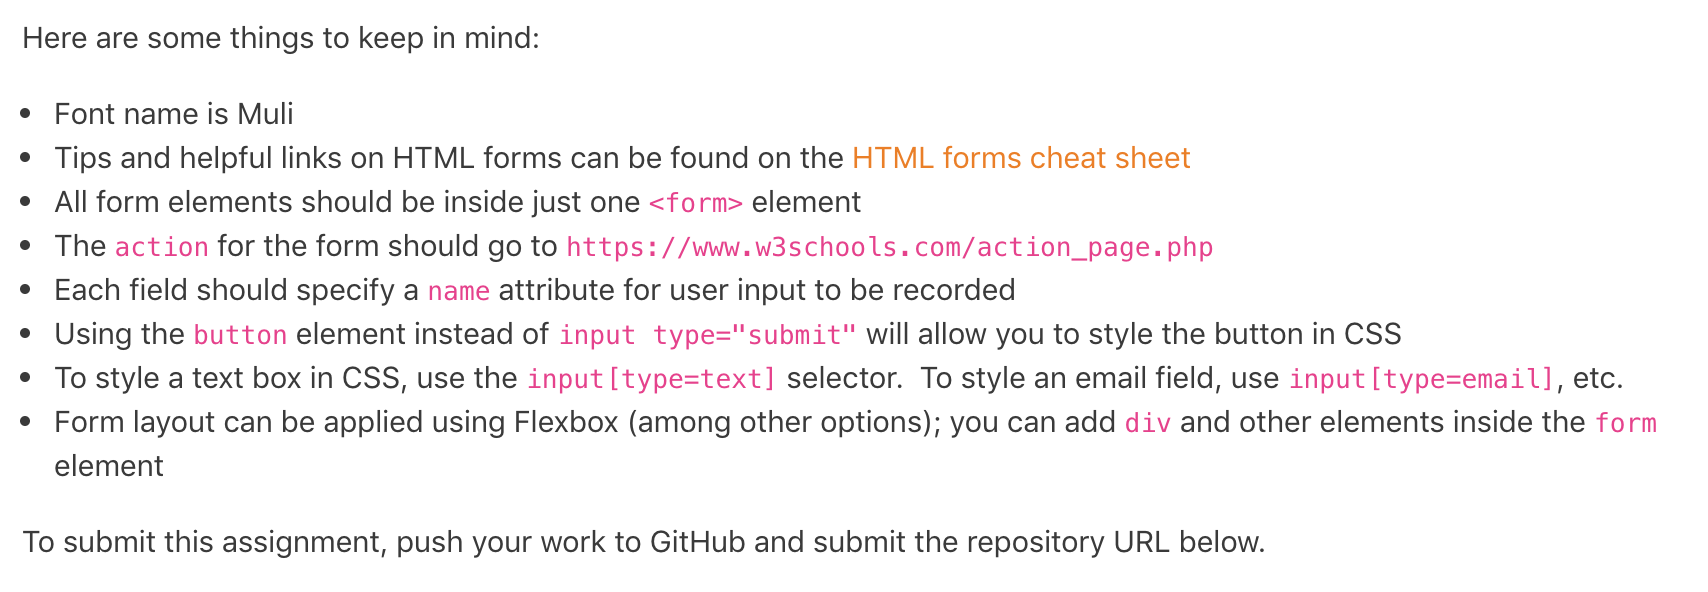 Here are some things to keep in mind:
• Font name is Muli
• Tips and helpful links on HTML forms can be found on the HTML forms cheat sheet
• All form elements should be inside just one <form> element
• The action for the form should go to https://www.w3schools.com/action_page.php
• Each field should specify a name attribute for user input to be recorded
• Using the button element instead of input type="submit" will allow you to style the button in CSS
• To style a text box in CSS, use the input[type=text] selector.  To style an email field, use input[type=email], etc.
• Form layout can be applied using Flexbox (among other options); you can add div and other elements inside the form
element
To submit this assignment, push your work to GitHub and submit the repository URL below.